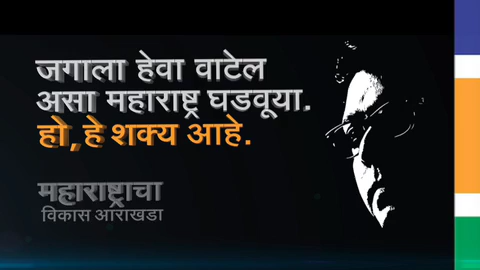 जगाला हेवा वाटेल
असा महाराष्ट्र घडवूया.
हो, हे शक्य आहे.
महाराष्ट्राचा
विकास आराखडा